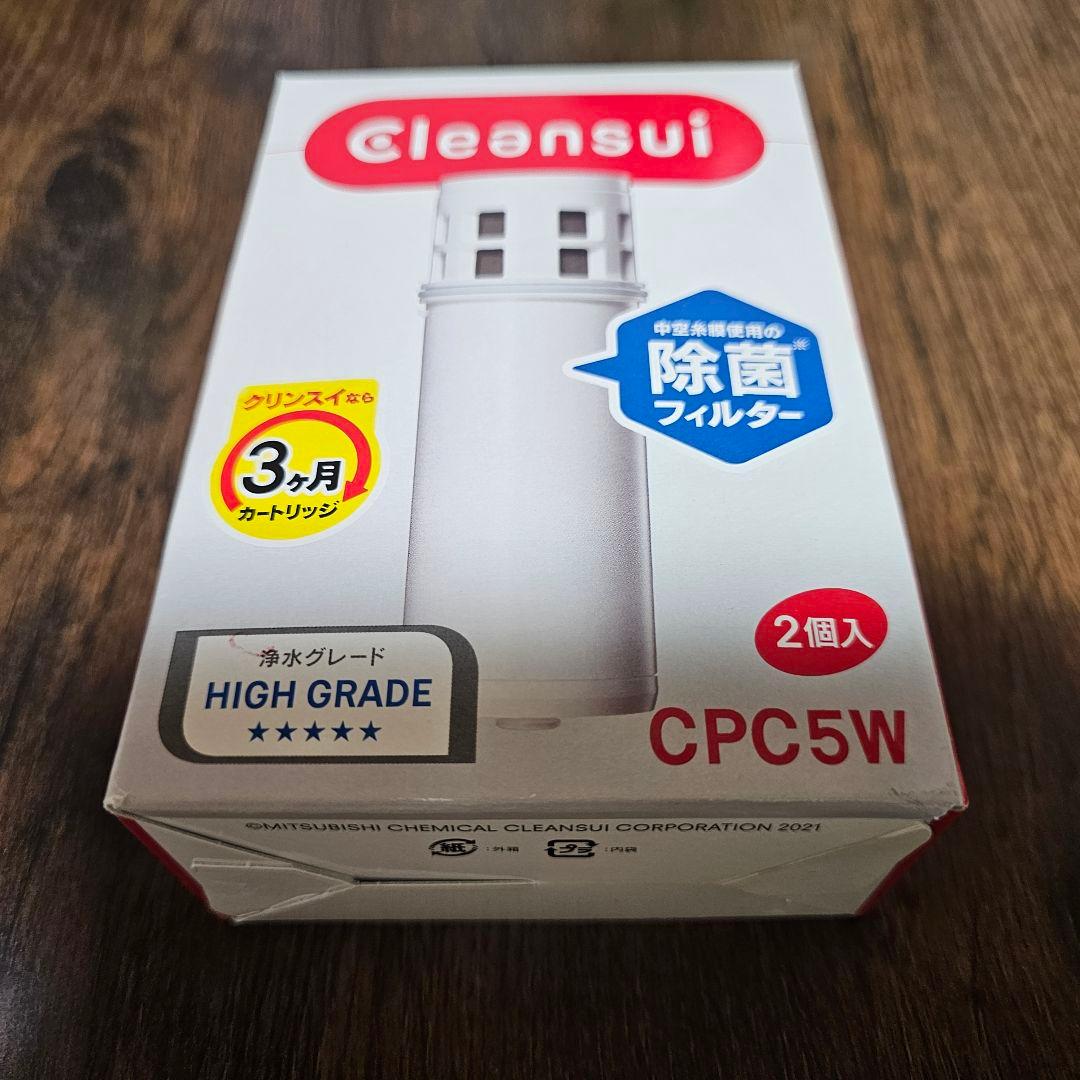 Cleansui
中空糸膜使用の
除菌※
フィルター
クリンスイなら
3ヶ月
カートリッジ
2個入
浄水グレード
HIGH GRADE
★★★★★
CPC5W
©MITSUBISHI CHEMICAL CLEANSUI CORPORATION 2021
紙 :外箱 プラ :内袋